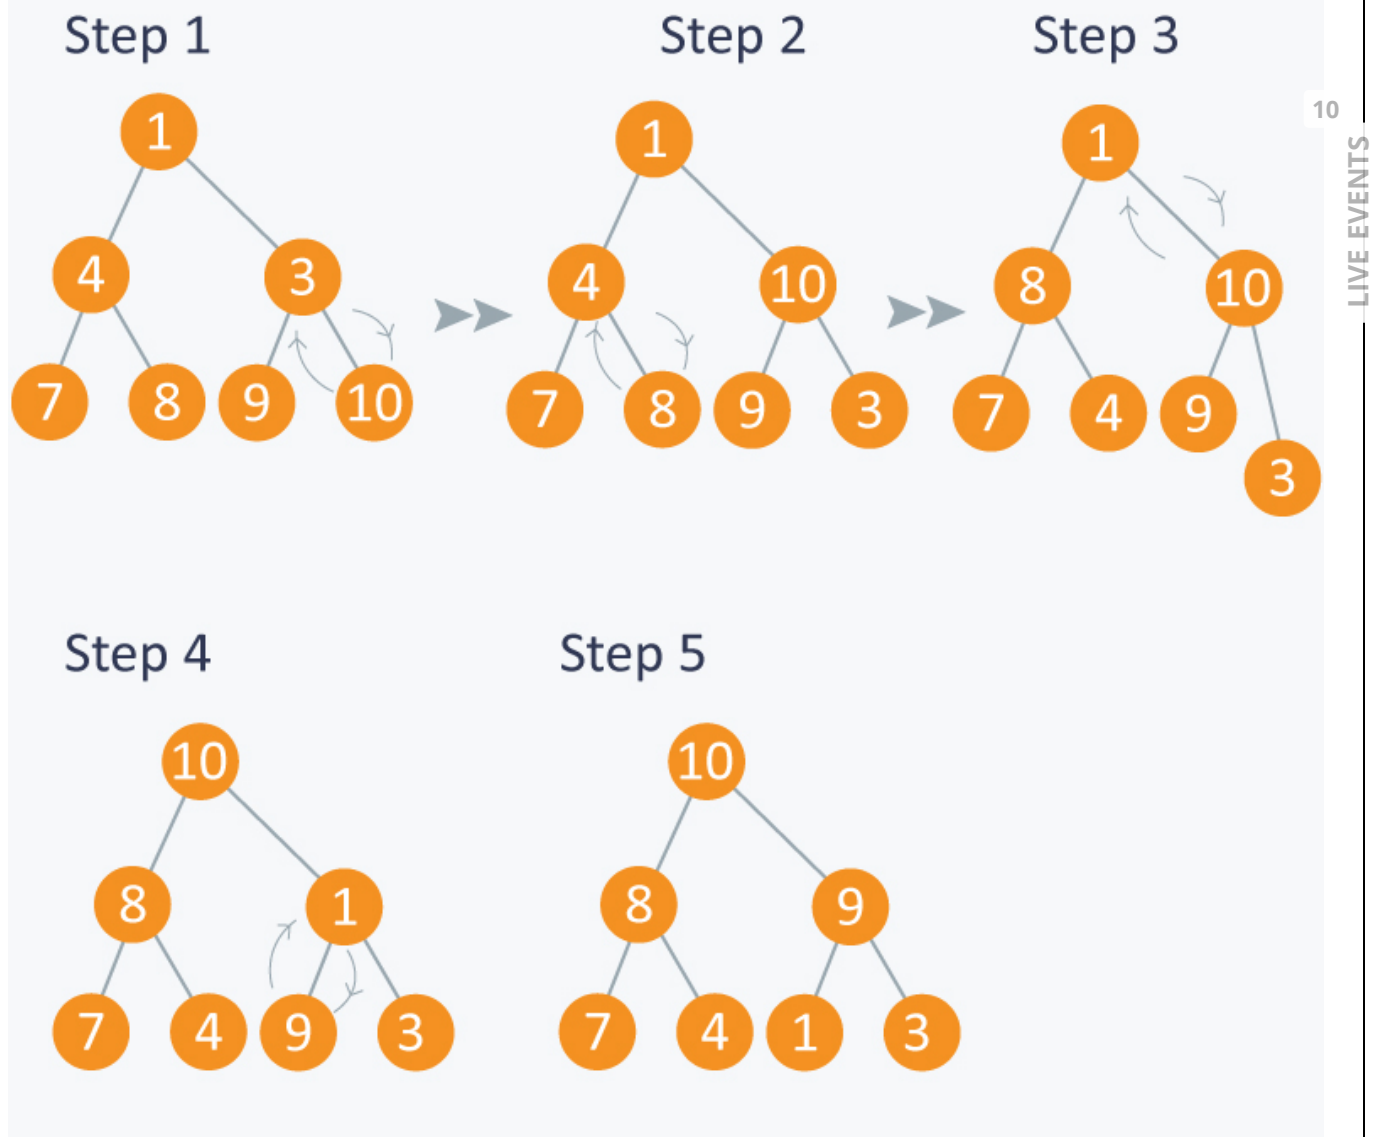 Step 1
1
4 3
7 8 9 10
Step 2
1
4 10
7 8 9 3
Step 3
1
8 10
7 4 9
3
10
LIVE EVENTS
Step 4
10
8 1
7 4 9 3
Step 5
10
8 9
7 4 1 3